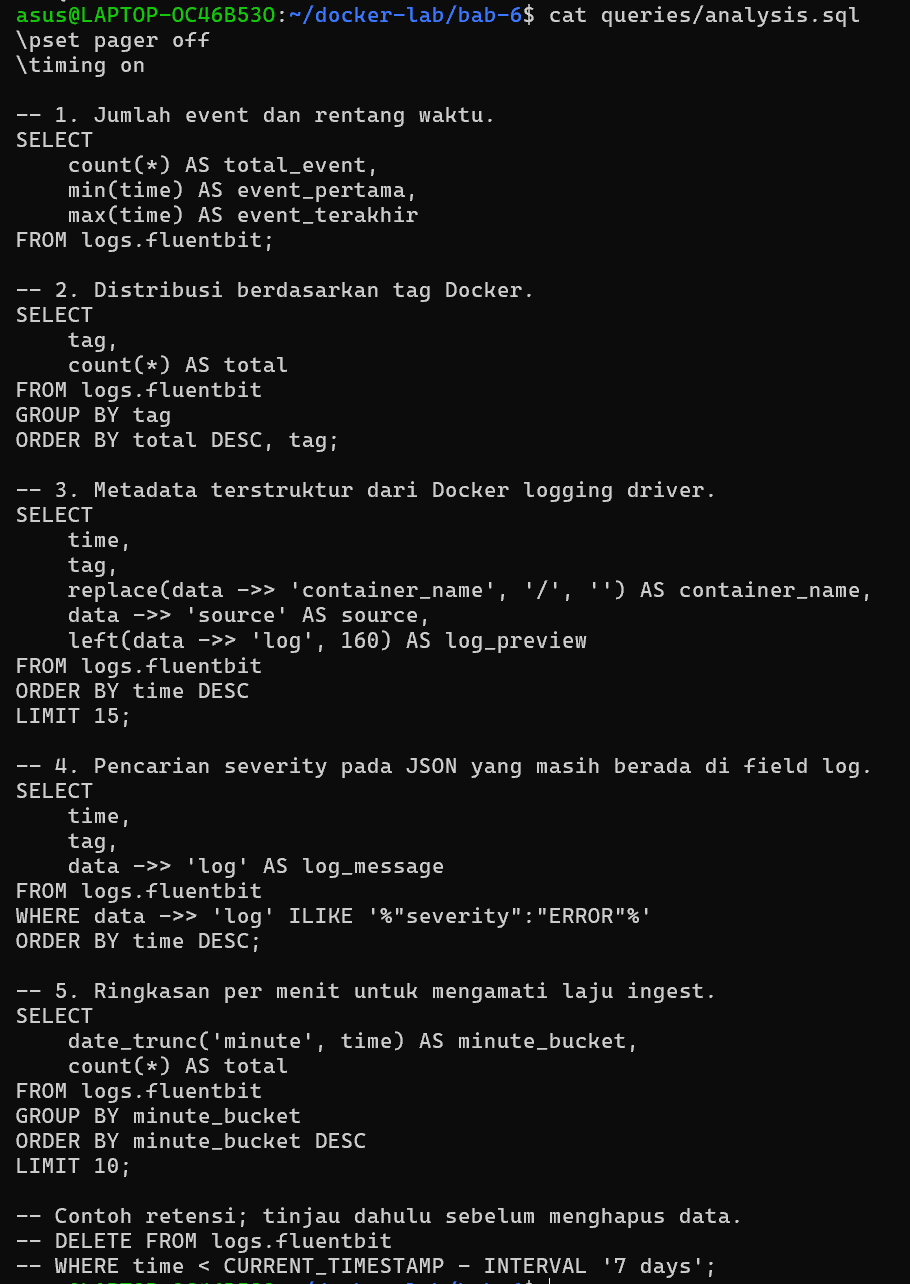 asus@LAPTOP-OC46B53O:~/docker-lab/bab-6$ cat queries/analysis.sql
\pset pager off
\timing on

-- 1. Jumlah event dan rentang waktu.
SELECT
    count(*) AS total_event,
    min(time) AS event_pertama,
    max(time) AS event_terakhir
FROM logs.fluentbit;

-- 2. Distribusi berdasarkan tag Docker.
SELECT
    tag,
    count(*) AS total
FROM logs.fluentbit
GROUP BY tag
ORDER BY total DESC, tag;

-- 3. Metadata terstruktur dari Docker logging driver.
SELECT
    time,
    tag,
    replace(data ->> 'container_name', '/', '') AS container_name,
    data ->> 'source' AS source,
    left(data ->> 'log', 160) AS log_preview
FROM logs.fluentbit
ORDER BY time DESC
LIMIT 15;

-- 4. Pencarian severity pada JSON yang masih berada di field log.
SELECT
    time,
    tag,
    data ->> 'log' AS log_message
FROM logs.fluentbit
WHERE data ->> 'log' ILIKE '%"severity":"ERROR"%'
ORDER BY time DESC;

-- 5. Ringkasan per menit untuk mengamati laju ingest.
SELECT
    date_trunc('minute', time) AS minute_bucket,
    count(*) AS total
FROM logs.fluentbit
GROUP BY minute_bucket
ORDER BY minute_bucket DESC
LIMIT 10;

-- Contoh retensi; tinjau dahulu sebelum menghapus data.
-- DELETE FROM logs.fluentbit
-- WHERE time < CURRENT_TIMESTAMP - INTERVAL '7 days';